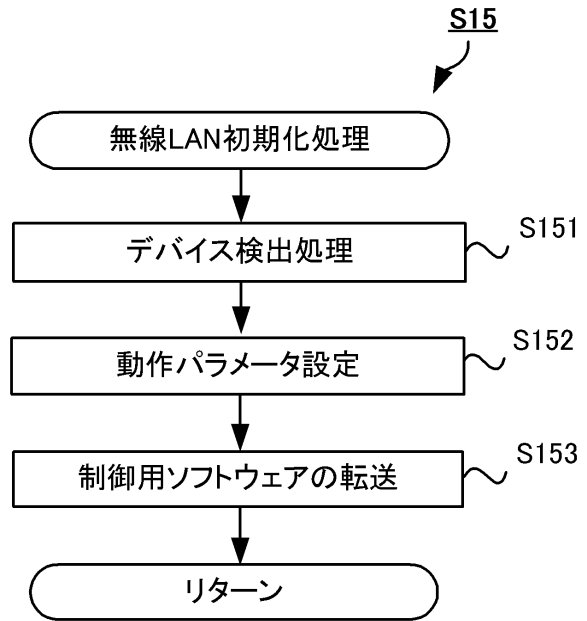 S15
無線LAN初期化処理
デバイス検出処理
S151
動作パラメータ設定
S152
制御用ソフトウェアの転送
S153
リターン